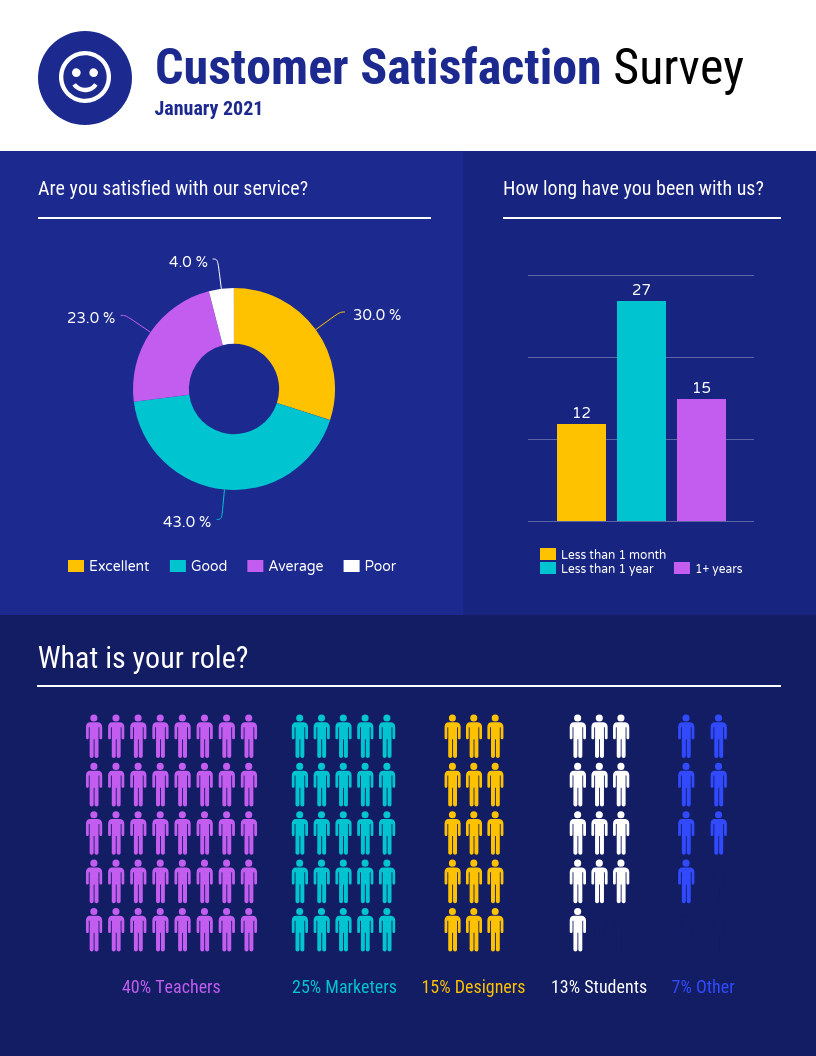 Customer Satisfaction Survey
January 2021
Are you satisfied with our service?
4.0 %
23.0 %
30.0 %
43.0 %
Excellent Good Average Poor
How long have you been with us?
27
15
12
Less than 1 month
Less than 1 year 1+ years
What is your role?
40% Teachers 25% Marketers 15% Designers 13% Students 7% Other